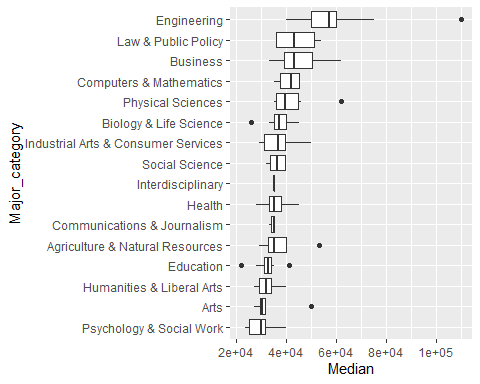 Major_category
Engineering
Law & Public Policy
Business
Computers & Mathematics
Physical Sciences
Biology & Life Science
Industrial Arts & Consumer Services
Social Science
Interdisciplinary
Health
Communications & Journalism
Agriculture & Natural Resources
Education
Humanities & Liberal Arts
Arts
Psychology & Social Work
2e+04 4e+04 6e+04 8e+04 1e+05
Median